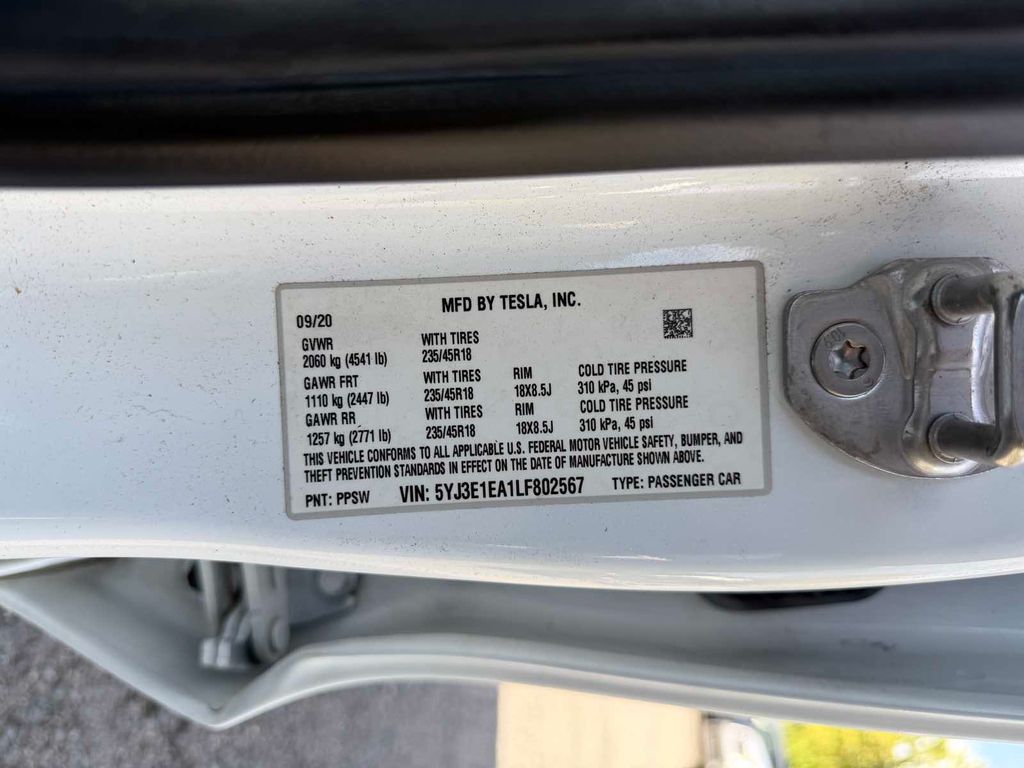 MFD BY TESLA, INC.
09/20
GVWR WITH TIRES
2060 kg (4541 lb) 235/45R18
GAWR FRT WITH TIRES RIM COLD TIRE PRESSURE
1110 kg (2447 lb) 235/45R18 18X8.5J 310 kPa, 45 psi
GAWR RR WITH TIRES RIM COLD TIRE PRESSURE
1257 kg (2771 lb) 235/45R18 18X8.5J 310 kPa, 45 psi
THIS VEHICLE CONFORMS TO ALL APPLICABLE U.S. FEDERAL MOTOR VEHICLE SAFETY, BUMPER, AND
THEFT PREVENTION STANDARDS IN EFFECT ON THE DATE OF MANUFACTURE SHOWN ABOVE.
PNT: PPSW VIN: 5YJ3E1EA1LF802567 TYPE: PASSENGER CAR